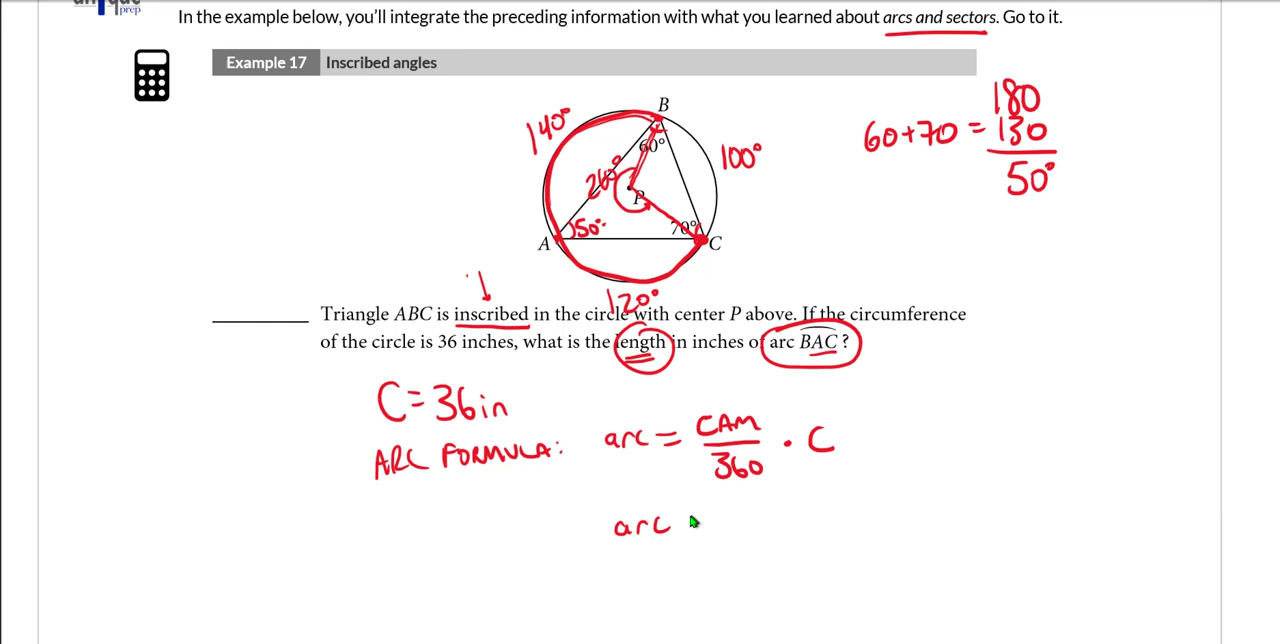 prep
In the example below, you'll integrate the preceding information with what you learned about arcs and sectors. Go to it.
Example 17 Inscribed angles
180
60+70 = 130
50°
B
140°
60°
100°
260°
P
50°
70°
A
C
120°
Triangle ABC is inscribed in the circle with center P above. If the circumference
of the circle is 36 inches, what is the length in inches of arc BAC ?
C = 36in
ARC FORMULA: arc = CAM/360 · C
arc